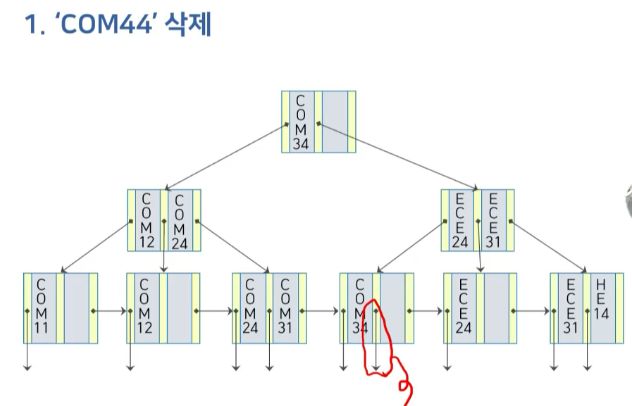 1. ‘COM44’ 삭제
COM34
COM12 COM24
ECE24 ECE31
COM11
COM12
COM24 COM31
COM34
ECE24
ECE31 HE14